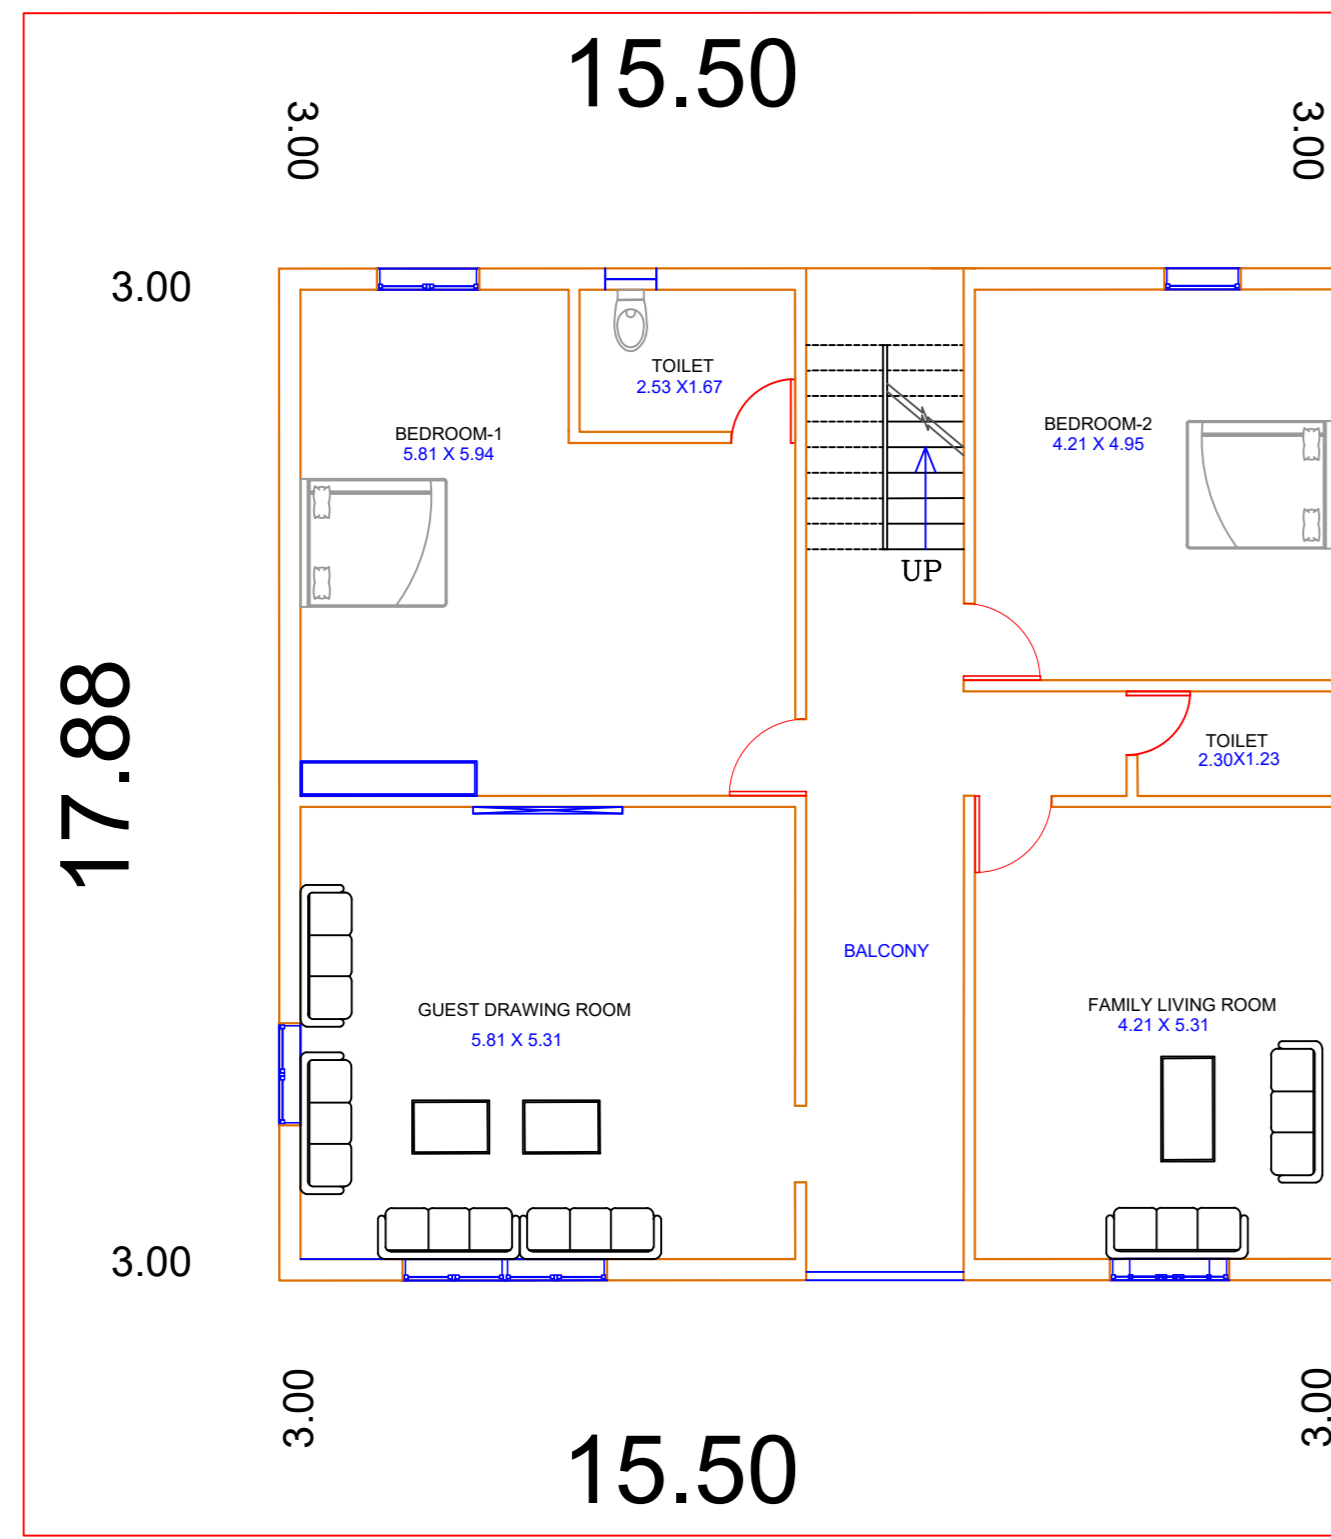 15.50
3.00
3.00
3.00
TOILET
2.53 X1.67
BEDROOM-1
5.81 X 5.94
BEDROOM-2
4.21 X 4.95
UP
17.88
TOILET
2.30X1.23
BALCONY
GUEST DRAWING ROOM
5.81 X 5.31
FAMILY LIVING ROOM
4.21 X 5.31
3.00
3.00
3.00
15.50